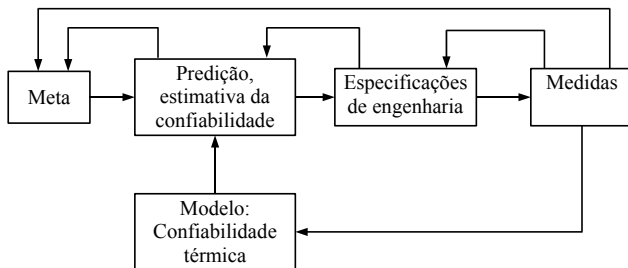 Meta
Predição,
estimativa da
confiabilidade
Especificações
de engenharia
Medidas
Modelo:
Confiabilidade
térmica